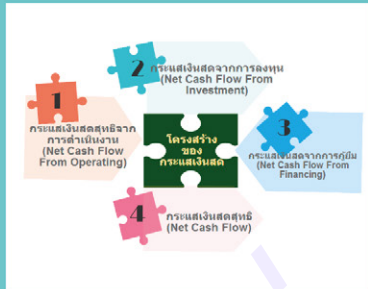 1
กระแสเงินสดสุทธิจาก
การดำเนินงาน
(Net Cash Flow
From Operating)
2
กระแสเงินสดจากการลงทุน
(Net Cash Flow From
Investment)
โครงสร้าง
ของ
กระแสเงินสด
3
กระแสเงินสดจากการกู้ยืม
(Net Cash Flow From
Financing)
4
กระแสเงินสดสุทธิ
(Net Cash Flow)